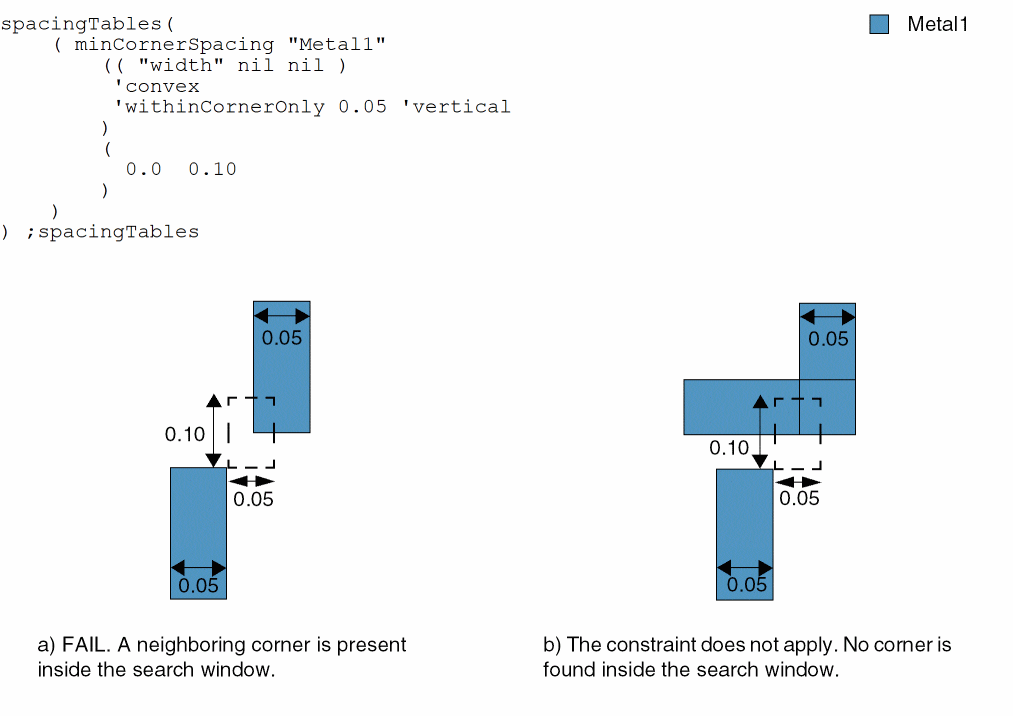 spacingTables(
( minCornerSpacing "Metal1"
(( "width" nil nil )
'convex
'withinCornerOnly 0.05 'vertical
)
(
0.0 0.10
)
)
) ;spacingTables
Metal1
0.05
0.10
0.05
0.05
a) FAIL. A neighboring corner is present
inside the search window.
0.05
0.10
0.05
0.05
b) The constraint does not apply. No corner is
found inside the search window.